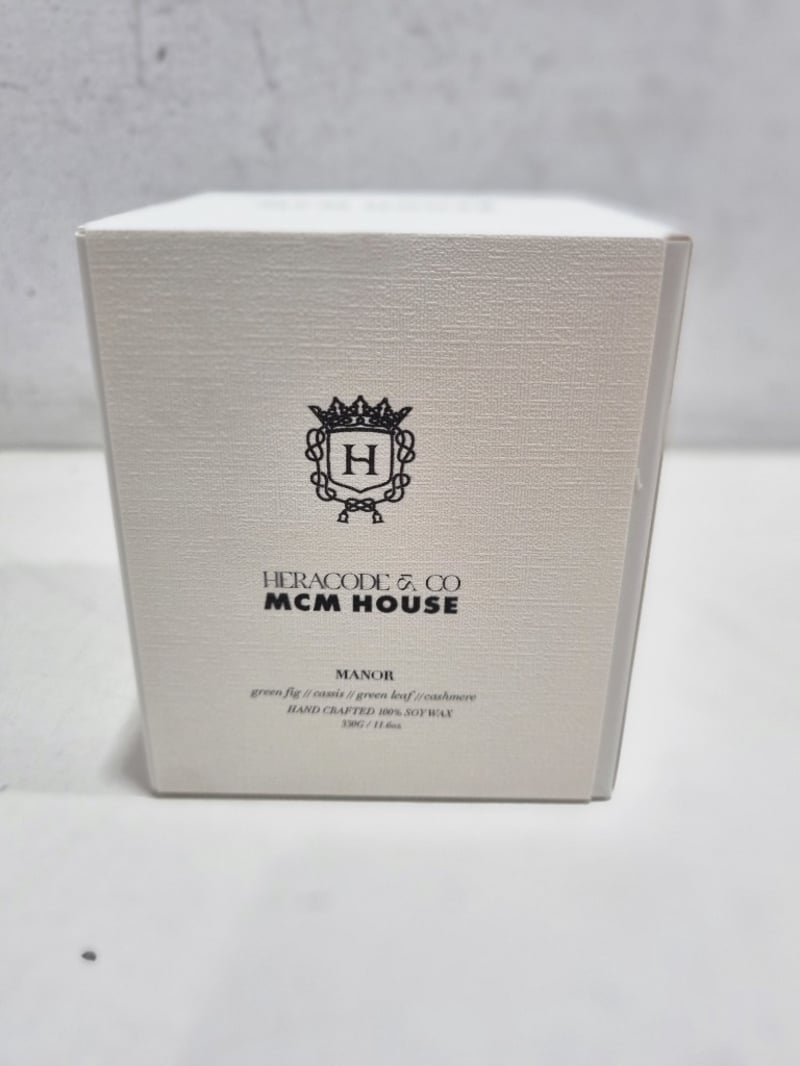 H
HERACODE & CO
MCM HOUSE
MANOR
green fig // cassis // green leaf // cashmere
HAND CRAFTED 100% SOY WAX
330G / 11.6oz